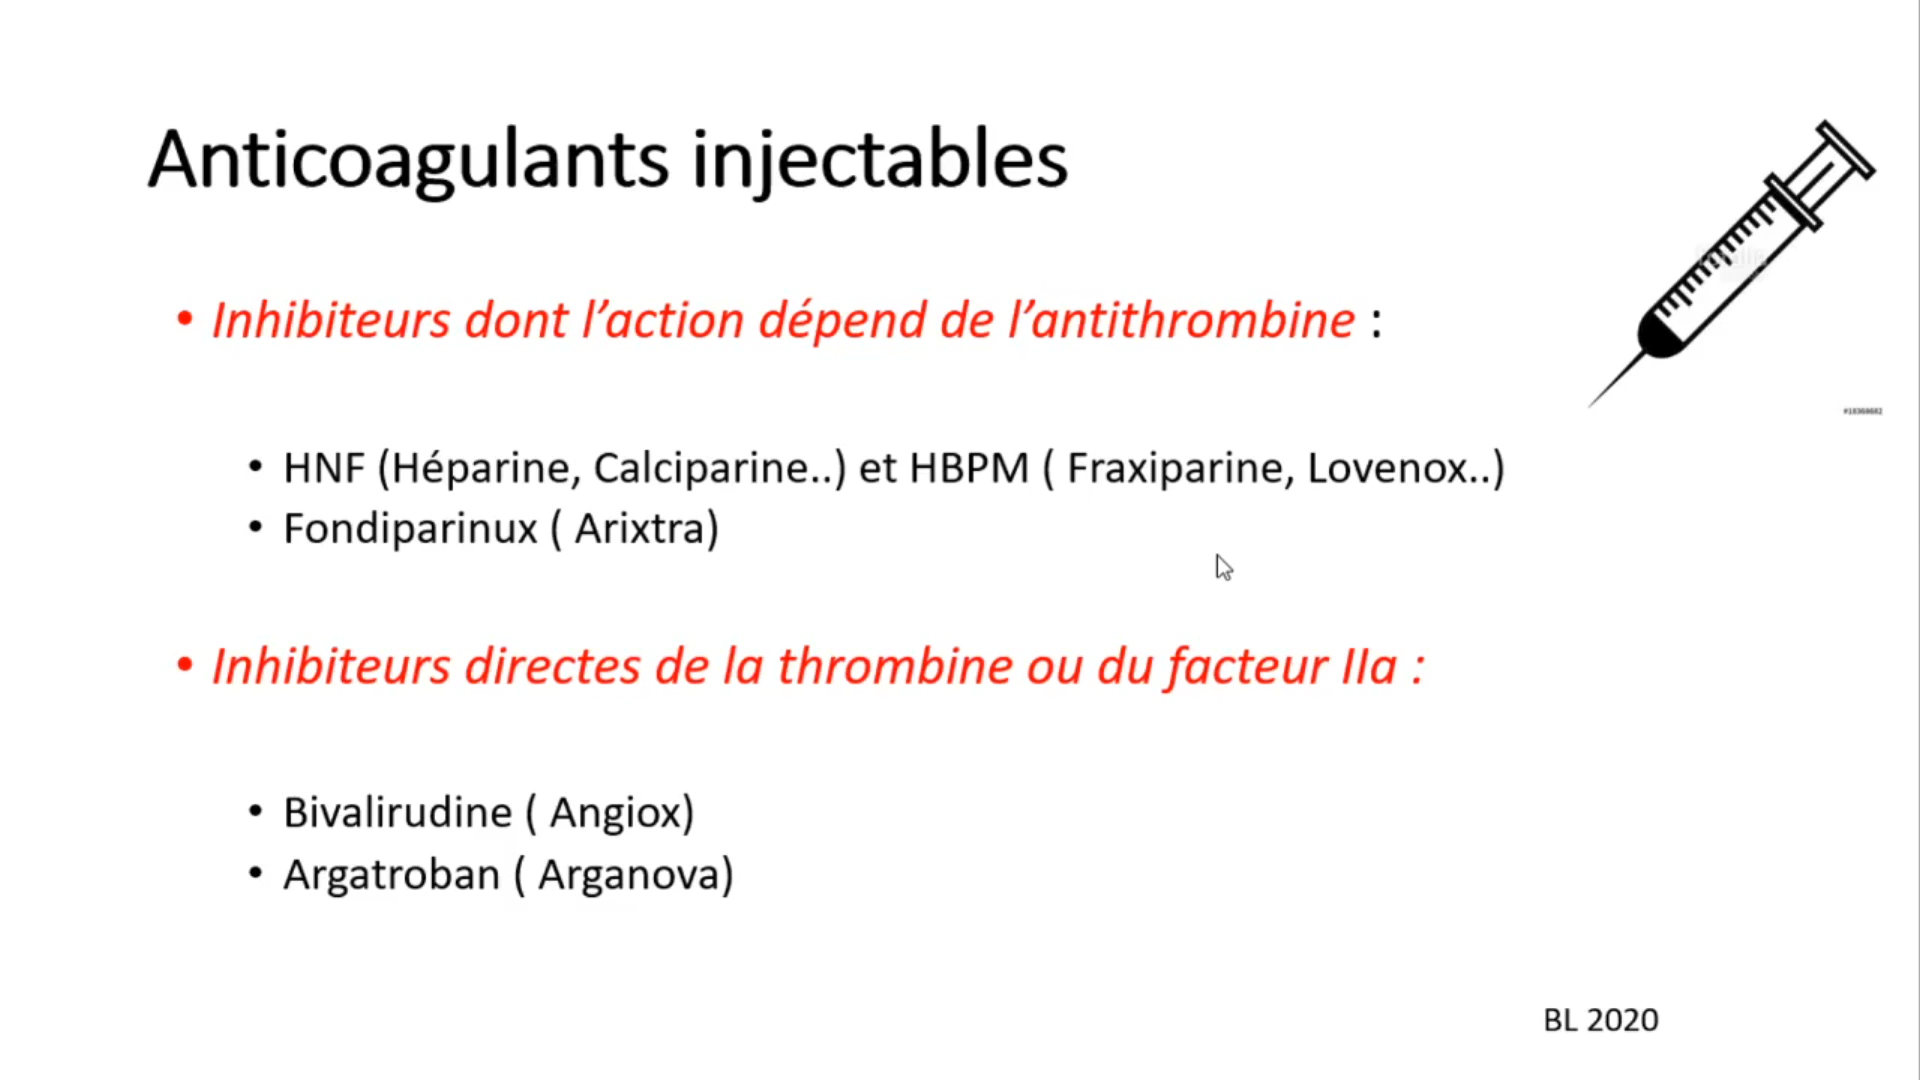 Anticoagulants injectables
• Inhibiteurs dont l’action dépend de l’antithrombine :
• HNF (Héparine, Calciparine..) et HBPM ( Fraxiparine, Lovenox..)
• Fondiparinux ( Arixtra)
• Inhibiteurs directes de la thrombine ou du facteur IIa :
• Bivalirudine ( Angiox)
• Argatroban ( Arganova)
BL 2020